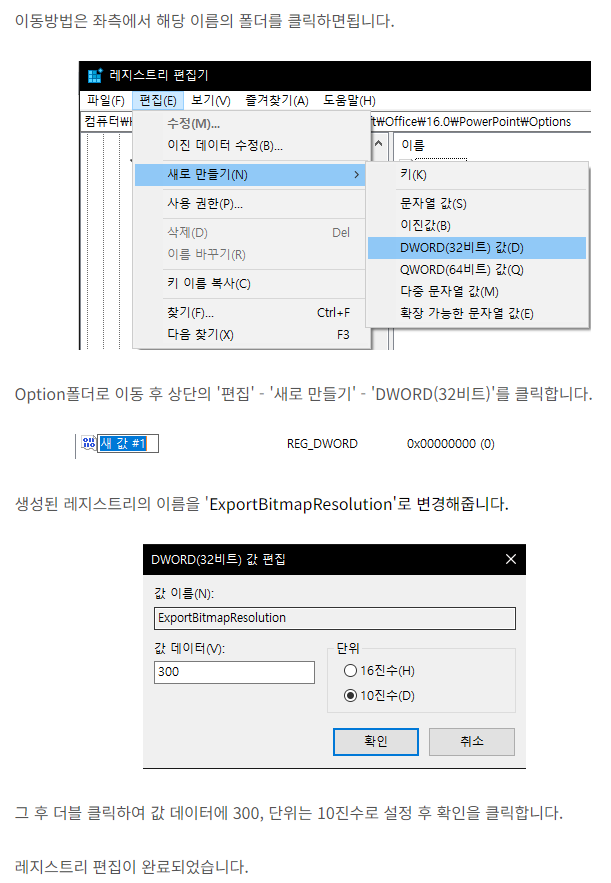 이동방법은 좌측에서 해당 이름의 폴더를 클릭하면됩니다.
레지스트리 편집기
파일(F) 편집(E) 보기(V) 즐겨찾기(A) 도움말(H)
컴퓨터₩ t₩Office₩16.0₩PowerPoint₩Options
수정(M)...
이진 데이터 수정(B)...
새로 만들기(N)
사용 권한(P)...
삭제(D) Del
이름 바꾸기(R)
키 이름 복사(C)
찾기(F)... Ctrl+F
다음 찾기(X) F3
이름
키(K)
문자열 값(S)
이진값(B)
DWORD(32비트) 값(D)
QWORD(64비트) 값(Q)
다중 문자열 값(M)
확장 가능한 문자열 값(E)
Option폴더로 이동 후 상단의 '편집' - '새로 만들기' - 'DWORD(32비트)'를 클릭합니다.
새 값 #1 REG_DWORD 0x00000000 (0)
생성된 레지스트리의 이름을 'ExportBitmapResolution'로 변경해줍니다.
DWORD(32비트) 값 편집
값 이름(N):
ExportBitmapResolution
값 데이터(V):
300
단위
16진수(H)
10진수(D)
확인 취소
그 후 더블 클릭하여 값 데이터에 300, 단위는 10진수로 설정 후 확인을 클릭합니다.
레지스트리 편집이 완료되었습니다.